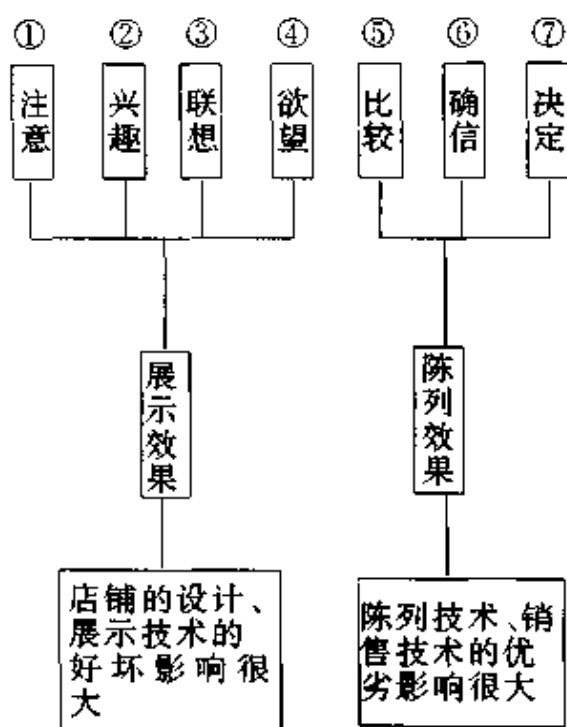 ① ② ③ ④ ⑤ ⑥ ⑦
注意
兴趣
联想
欲望
比较
确信
决定
展示效果
陈列效果
店铺的设计、
展示技术的
好坏影响很
大
陈列技术、销
售技术的优
劣影响很大